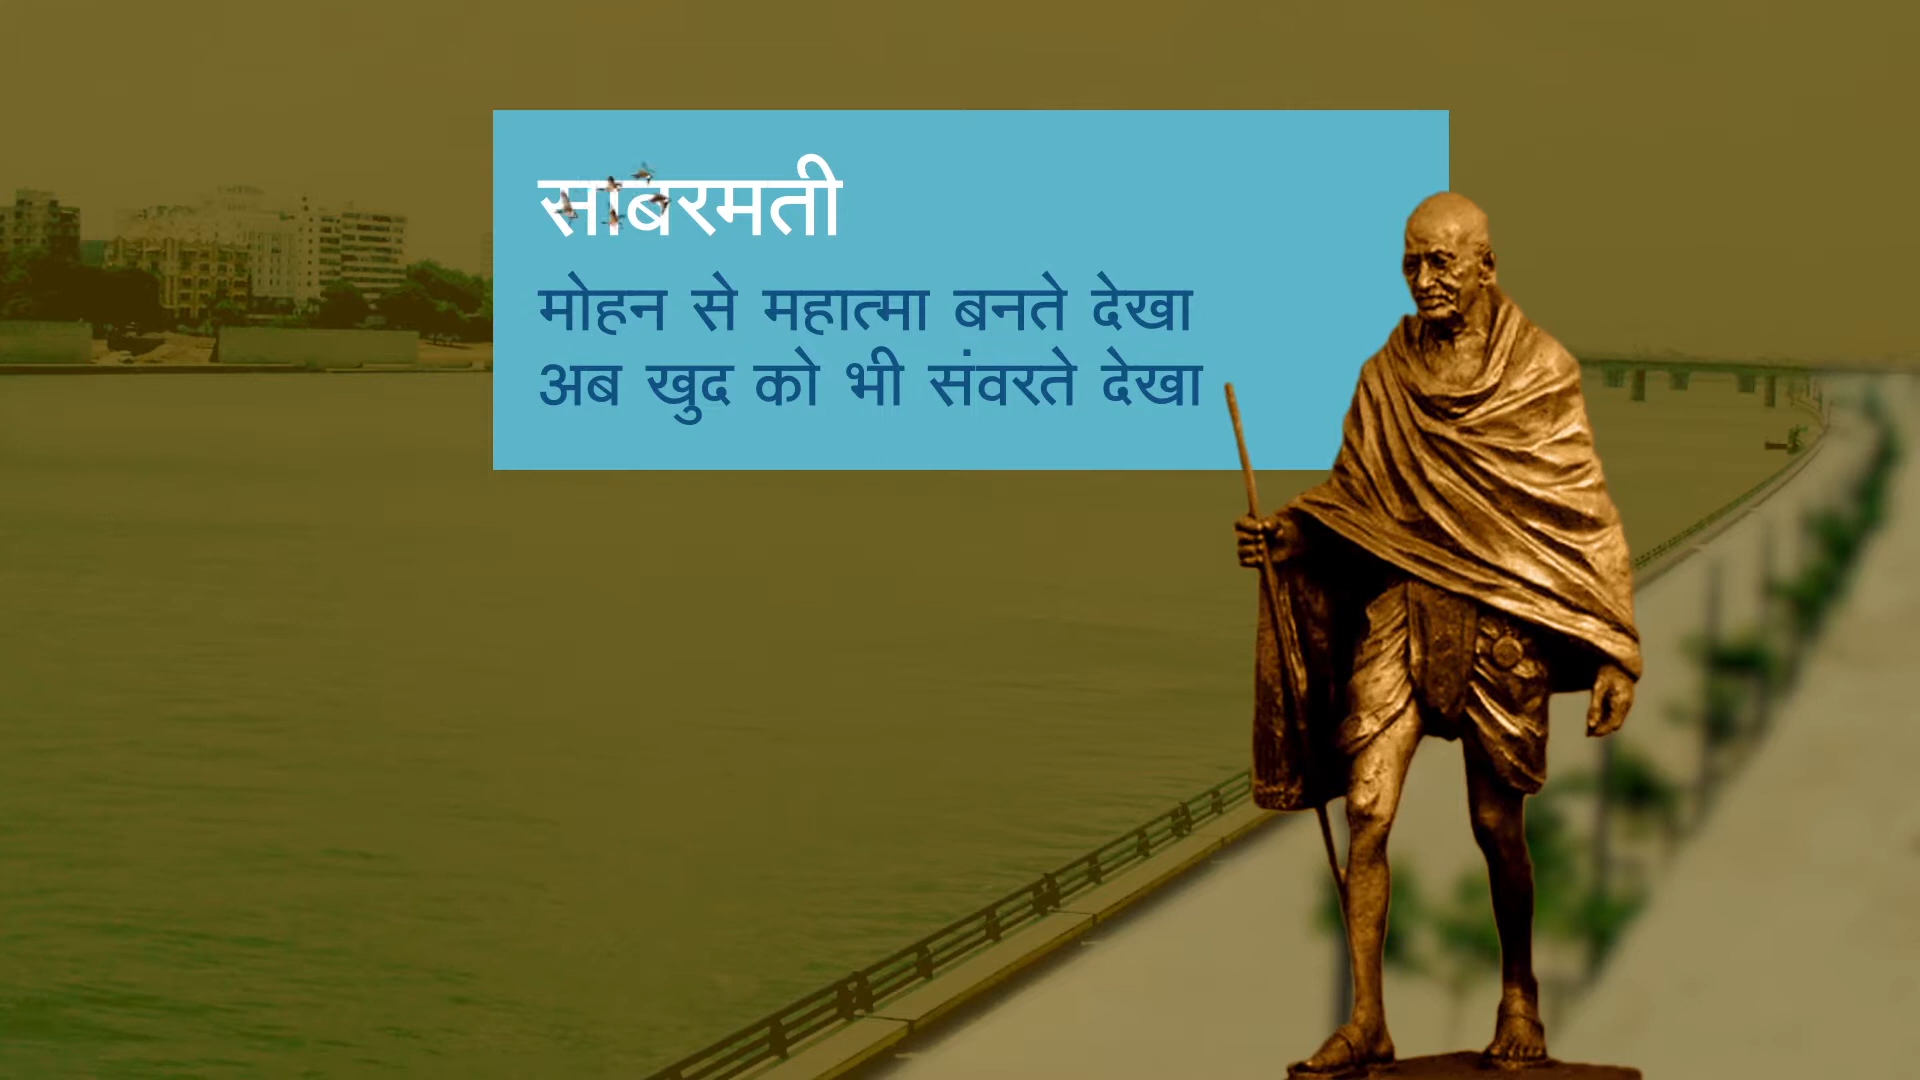 साबरमती
मोहन से महात्मा बनते देखा
अब खुद को भी संवरते देखा